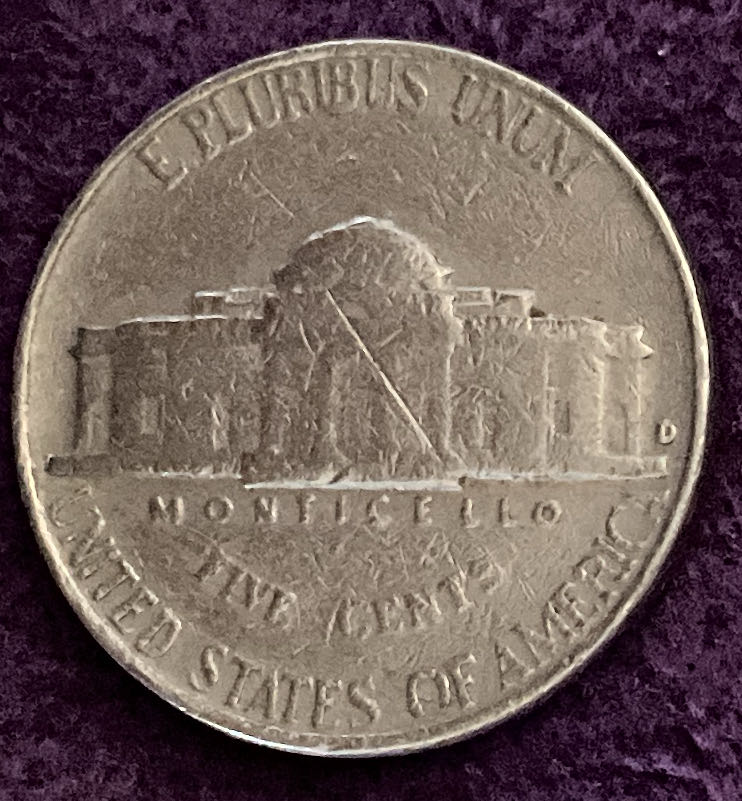 E PLURIBUS UNUM
D
MONTICELLO
FIVE CENTS
UNITED STATES OF AMERICA